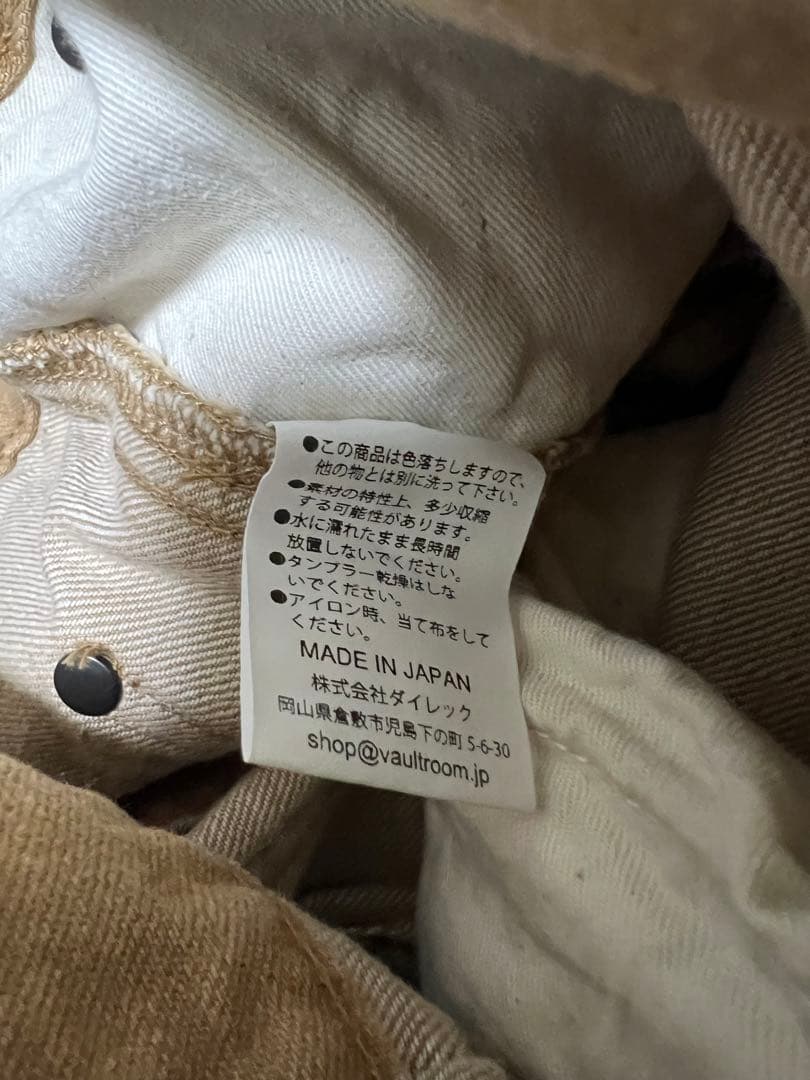 ●この商品は色落ちしますので、
他の物とは別に洗って下さい。
●素材の特性上、多少収縮
する可能性があります。
●水に濡れたまま長時間
放置しないでください。
●タンブラー乾燥はしな
いでください。
●アイロン時、当て布をして
ください。
MADE IN JAPAN
株式会社ダイレック
岡山県倉敷市児島下の町 5-6-30
shop@vaultroom.jp